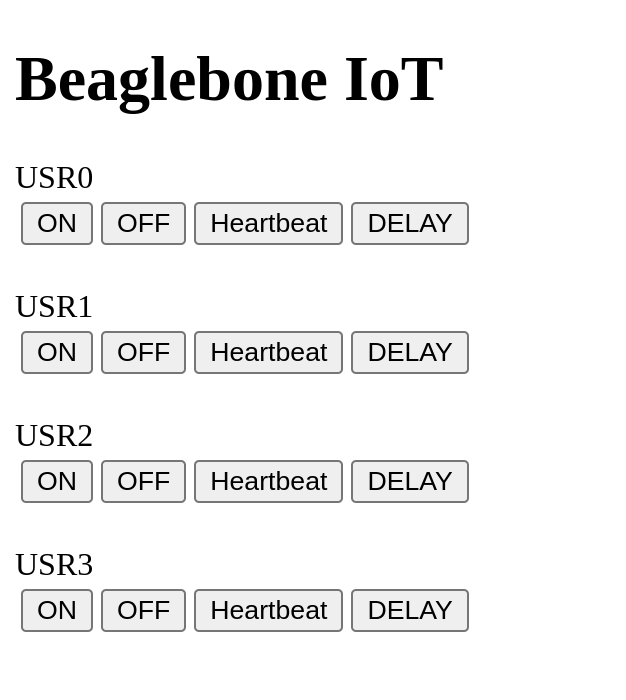 Beaglebone IoT
USR0
ON OFF Heartbeat DELAY
USR1
ON OFF Heartbeat DELAY
USR2
ON OFF Heartbeat DELAY
USR3
ON OFF Heartbeat DELAY